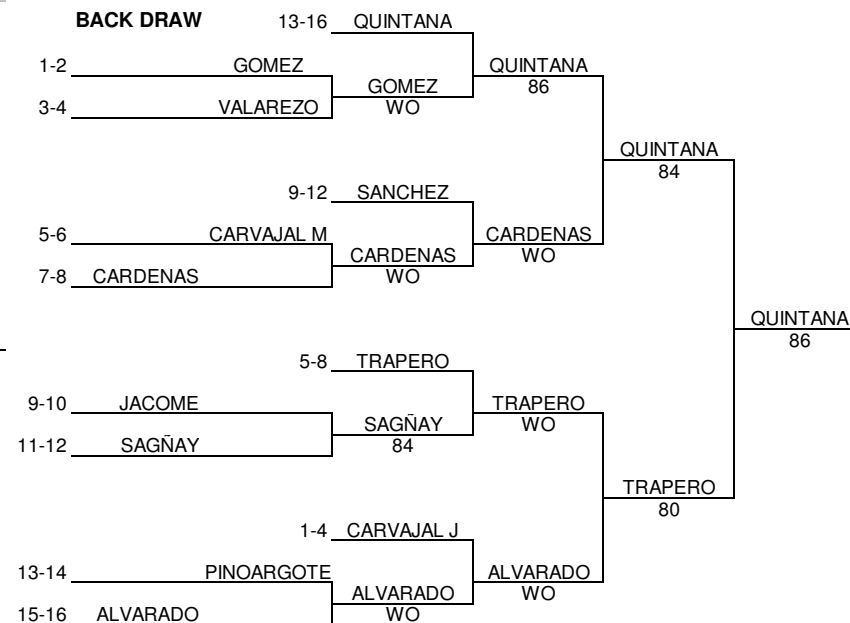 BACK DRAW 13-16 QUINTANA
1-2 GOMEZ QUINTANA
GOMEZ 86
3-4 VALAREZO WO
QUINTANA
84
9-12 SANCHEZ
5-6 CARVAJAL M CARDENAS
CARDENAS WO
7-8 CARDENAS WO
QUINTANA
86
5-8 TRAPERO
9-10 JACOME TRAPERO
SAGÑAY WO
11-12 SAGÑAY 84
TRAPERO
80
1-4 CARVAJAL J
13-14 PINOARGOTE ALVARADO
ALVARADO WO
15-16 ALVARADO WO